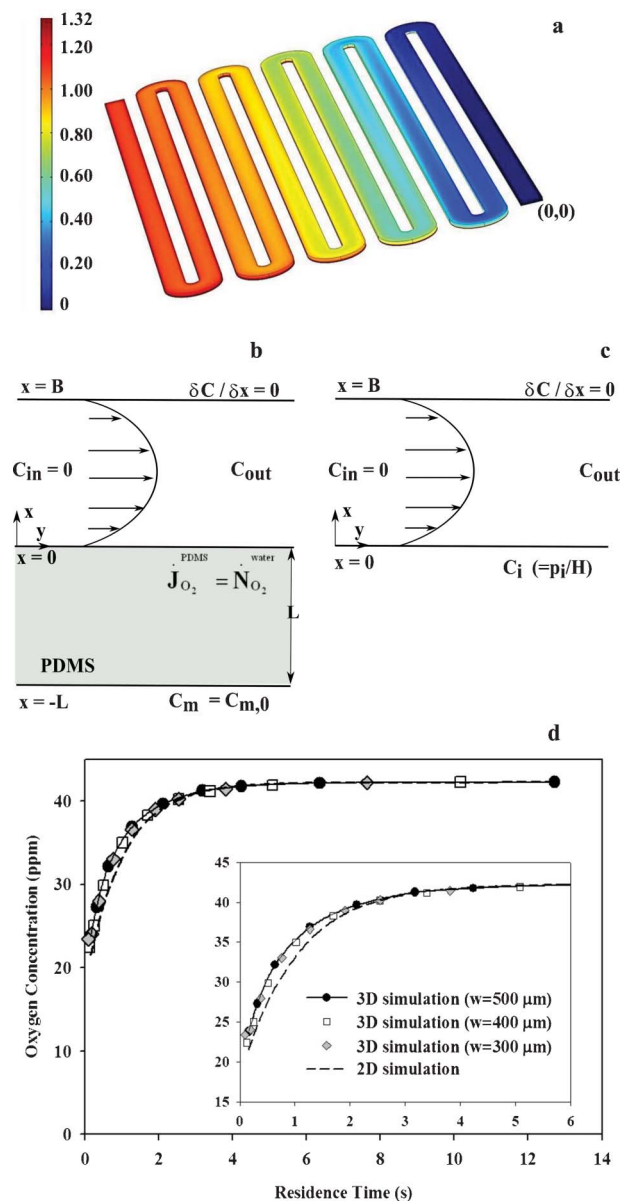 a
1.32
1.20
1.00
0.80
0.60
0.40
0.20
0
(0,0)
b
x = B
δC / δx = 0
C_in = 0
C_out
x
y
x = 0
J̇_O₂^PDMS = Ṅ_O₂^water
L
PDMS
x = -L
C_m = C_m,0
c
x = B
δC / δx = 0
C_in = 0
C_out
x
y
x = 0
C_i (=p_i/H)
d
Oxygen Concentration (ppm)
40
30
20
10
0
0 2 4 6 8 10 12 14
Residence Time (s)
45
40
35
30
25
20
15
0 1 2 3 4 5 6
3D simulation (w=500 μm)
3D simulation (w=400 μm)
3D simulation (w=300 μm)
2D simulation